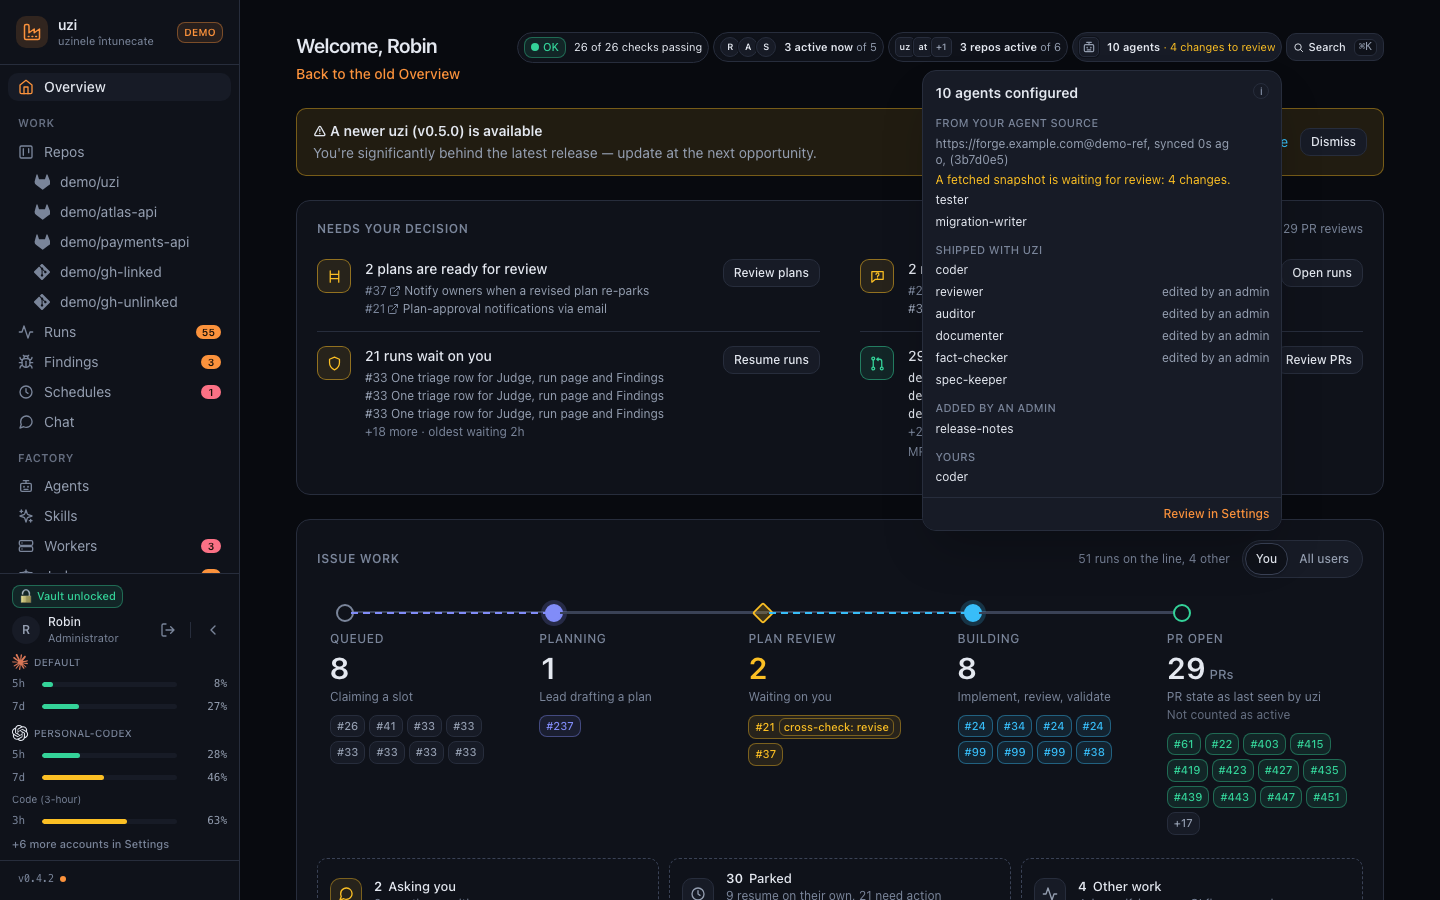 uzi
uzinele întunecate
DEMO
Overview
WORK
Repos
demo/uzi
demo/atlas-api
demo/payments-api
demo/gh-linked
demo/gh-unlinked
Runs 55
Findings 3
Schedules 1
Chat
FACTORY
Agents
Skills
Workers 3
Vault unlocked
R
Robin
Administrator
DEFAULT
5h 8%
7d 27%
PERSONAL-CODEX
5h 28%
7d 46%
Code (3-hour)
3h 63%
+6 more accounts in Settings
v0.4.2
Welcome, Robin
Back to the old Overview
OK 26 of 26 checks passing
R A S 3 active now of 5
uz at +1 3 repos active of 6
10 agents · 4 changes to review
Search ⌘K
A newer uzi (v0.5.0) is available
You're significantly behind the latest release — update at the next opportunity.
Dismiss
10 agents configured
i
FROM YOUR AGENT SOURCE
https://forge.example.com@demo-ref, synced 0s ag
o, (3b7d0e5)
A fetched snapshot is waiting for review: 4 changes.
tester
migration-writer
SHIPPED WITH UZI
coder
reviewer edited by an admin
auditor edited by an admin
documenter edited by an admin
fact-checker edited by an admin
spec-keeper
ADDED BY AN ADMIN
release-notes
YOURS
coder
Review in Settings
NEEDS YOUR DECISION
29 PR reviews
2 plans are ready for review
#37 Notify owners when a revised plan re-parks
#21 Plan-approval notifications via email
Review plans
2
Open runs
21 runs wait on you
#33 One triage row for Judge, run page and Findings
#33 One triage row for Judge, run page and Findings
#33 One triage row for Judge, run page and Findings
+18 more · oldest waiting 2h
Resume runs
29
Review PRs
ISSUE WORK
51 runs on the line, 4 other
You
All users
QUEUED
8
Claiming a slot
#26 #41 #33 #33
#33 #33 #33 #33
PLANNING
1
Lead drafting a plan
#237
PLAN REVIEW
2
Waiting on you
#21 cross-check: revise
#37
BUILDING
8
Implement, review, validate
#24 #34 #24 #24
#99 #99 #99 #38
PR OPEN
29 PRs
PR state as last seen by uzi
Not counted as active
#61 #22 #403 #415
#419 #423 #427 #435
#439 #443 #447 #451
+17
2 Asking you
30 Parked
9 resume on their own, 21 need action
4 Other work